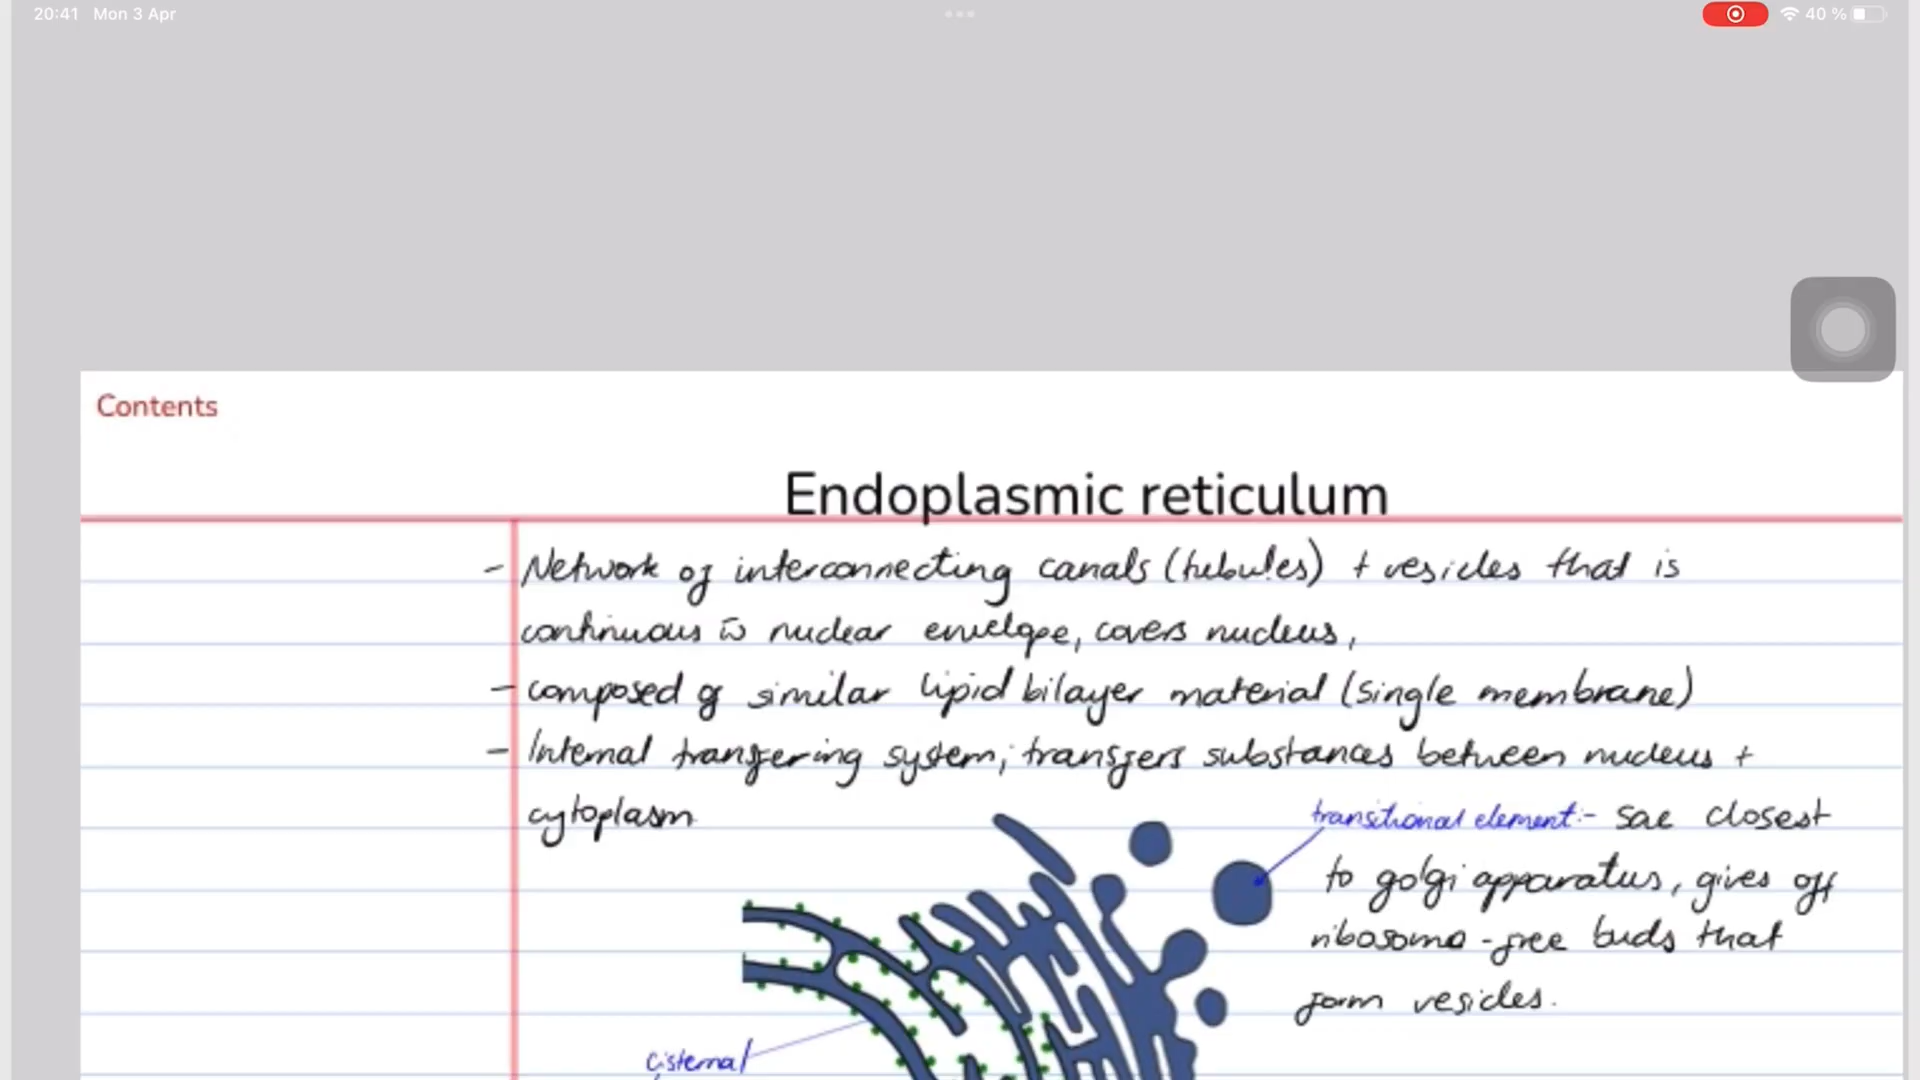 20:41 Mon 3 Apr
40 %
Contents
Endoplasmic reticulum
- Network of interconnecting canals (tubules) + vesicles that is
continuous c̄ nuclear envelope, covers nucleus,
- composed of similar lipid bilayer material (single membrane)
- Internal transfering system; transfers substances between nucleus +
cytoplasm
transitional element:- sac closest
to golgi apparatus, gives off
ribosome-free buds that
form vesicles.
cisternal